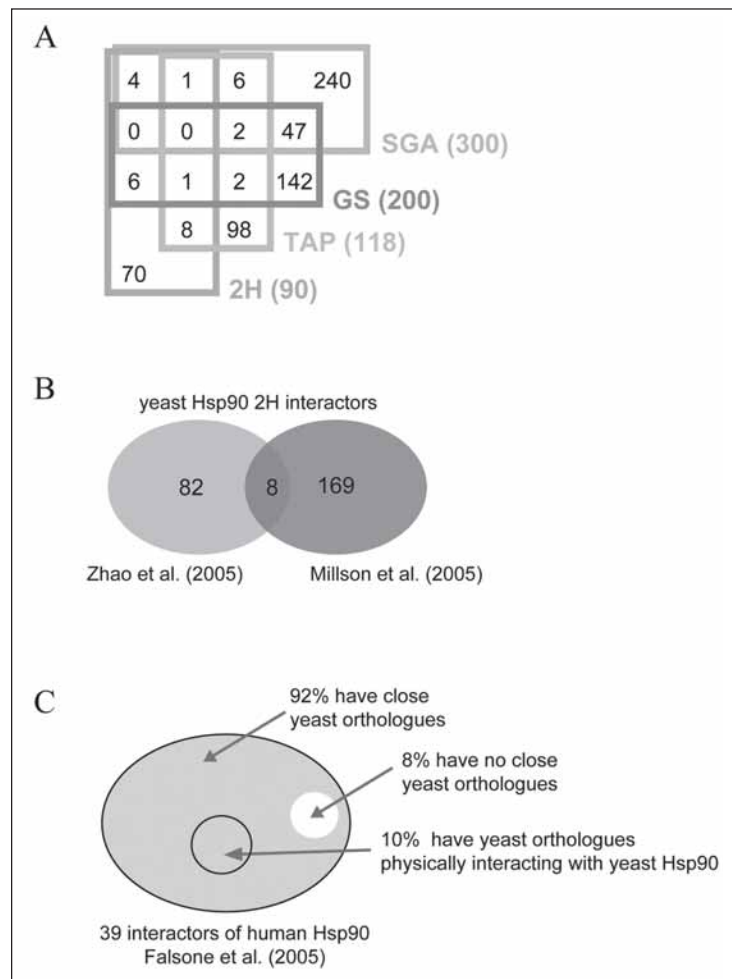 A
4 1 6 240
0 0 2 47
SGA (300)
6 1 2 142
GS (200)
8 98
TAP (118)
70
2H (90)
B
yeast Hsp90 2H interactors
82 8 169
Zhao et al. (2005) Millson et al. (2005)
C
92% have close
yeast orthologues
8% have no close
yeast orthologues
10% have yeast orthologues
physically interacting with yeast Hsp90
39 interactors of human Hsp90
Falsone et al. (2005)